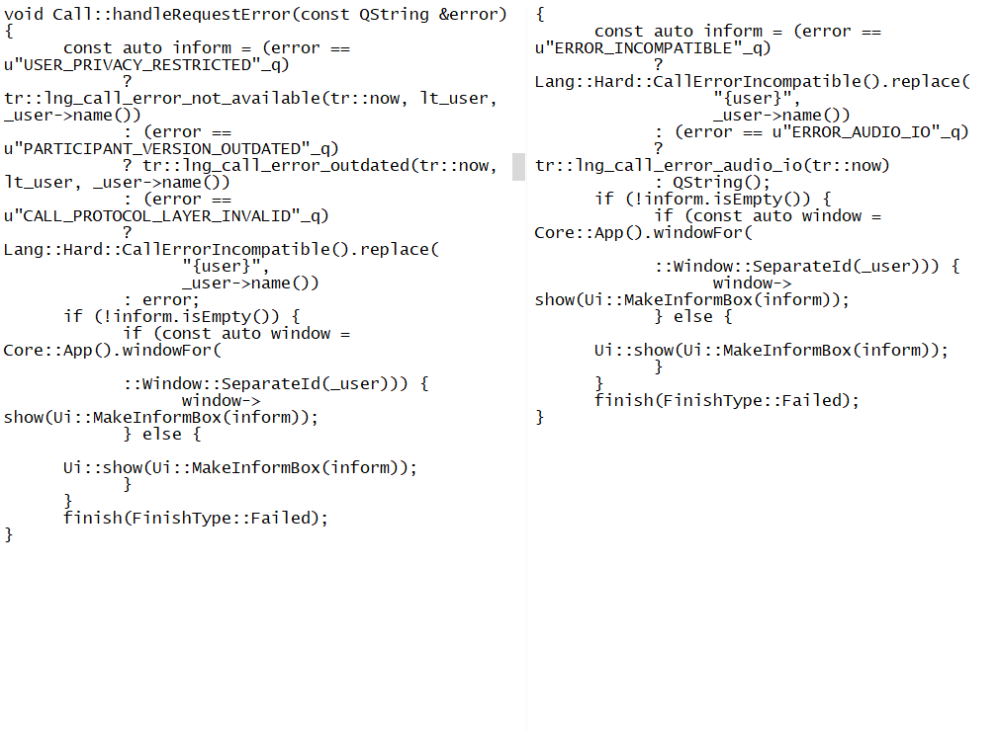 void Call::handleRequestError(const QString &error)
{
const auto inform = (error ==
u"USER_PRIVACY_RESTRICTED"_q)
?
tr::lng_call_error_not_available(tr::now, lt_user,
_user->name())
: (error ==
u"PARTICIPANT_VERSION_OUTDATED"_q)
? tr::lng_call_error_outdated(tr::now,
lt_user, _user->name())
: (error ==
u"CALL_PROTOCOL_LAYER_INVALID"_q)
?
Lang::Hard::CallErrorIncompatible().replace(
"{user}",
_user->name())
: error;
if (!inform.isEmpty()) {
if (const auto window =
Core::App().windowFor(
::Window::SeparateId(_user))) {
window->
show(Ui::MakeInformBox(inform));
} else {
Ui::show(Ui::MakeInformBox(inform));
}
}
finish(FinishType::Failed);
}
{
const auto inform = (error ==
u"ERROR_INCOMPATIBLE"_q)
?
Lang::Hard::CallErrorIncompatible().replace(
"{user}",
_user->name())
: (error == u"ERROR_AUDIO_IO"_q)
?
tr::lng_call_error_audio_io(tr::now)
: QString();
if (!inform.isEmpty()) {
if (const auto window =
Core::App().windowFor(
::Window::SeparateId(_user))) {
window->
show(Ui::MakeInformBox(inform));
} else {
Ui::show(Ui::MakeInformBox(inform));
}
}
finish(FinishType::Failed);
}